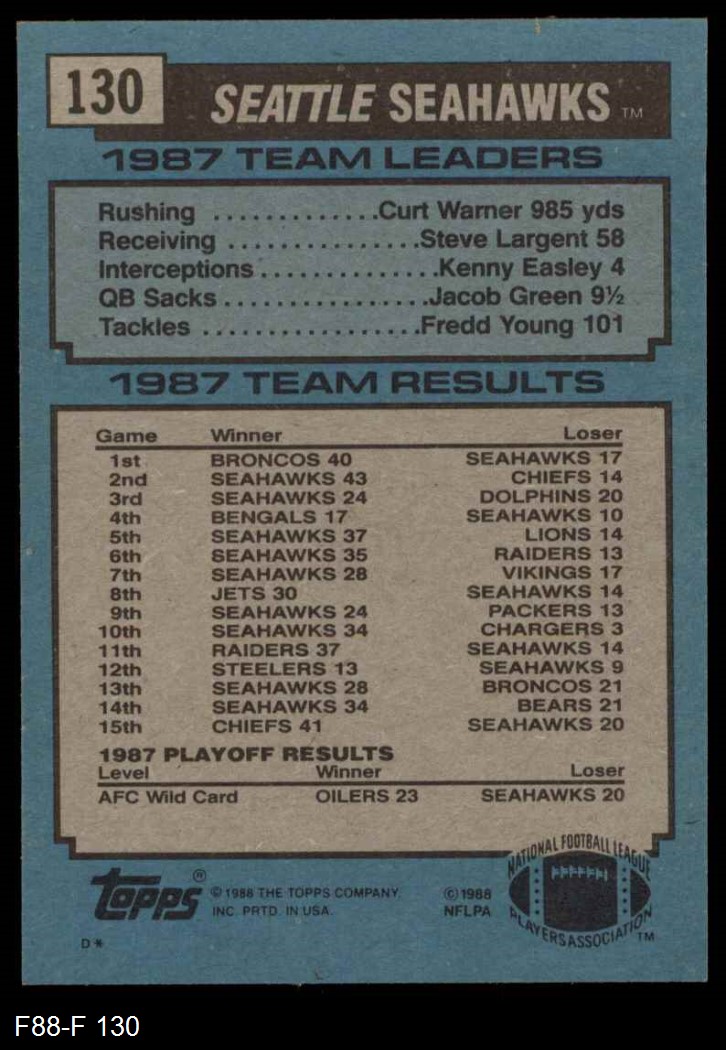 130
SEATTLE SEAHAWKS TM
1987 TEAM LEADERS
Rushing .............Curt Warner 985 yds
Receiving ...............Steve Largent 58
Interceptions..............Kenny Easley 4
QB Sacks................Jacob Green 9½
Tackles .................Fredd Young 101
1987 TEAM RESULTS
Game Winner Loser
1st BRONCOS 40 SEAHAWKS 17
2nd SEAHAWKS 43 CHIEFS 14
3rd SEAHAWKS 24 DOLPHINS 20
4th BENGALS 17 SEAHAWKS 10
5th SEAHAWKS 37 LIONS 14
6th SEAHAWKS 35 RAIDERS 13
7th SEAHAWKS 28 VIKINGS 17
8th JETS 30 SEAHAWKS 14
9th SEAHAWKS 24 PACKERS 13
10th SEAHAWKS 34 CHARGERS 3
11th RAIDERS 37 SEAHAWKS 14
12th STEELERS 13 SEAHAWKS 9
13th SEAHAWKS 28 BRONCOS 21
14th SEAHAWKS 34 BEARS 21
15th CHIEFS 41 SEAHAWKS 20
1987 PLAYOFF RESULTS
Level Winner Loser
AFC Wild Card OILERS 23 SEAHAWKS 20
topps®
© 1988 THE TOPPS COMPANY,
INC. PRTD. IN USA.
© 1988
NFLPA
NATIONAL FOOTBALL LEAGUE
PLAYERS ASSOCIATION TM
D*
F88-F 130